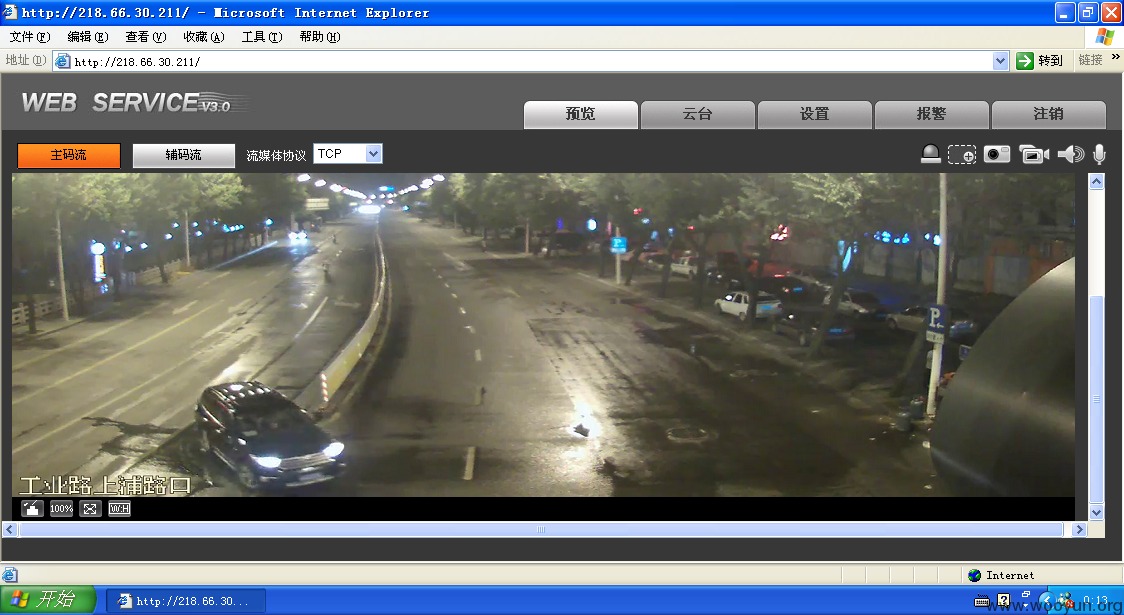 http://218.66.30.211/ - Microsoft Internet Explorer
文件(F) 编辑(E) 查看(V) 收藏(A) 工具(T) 帮助(H)
地址(D) http://218.66.30.211/ 转到 链接 »
WEB SERVICE V3.0
预览 云台 设置 报警 注销
主码流 辅码流 流媒体协议 TCP
P
工业路上浦路口
100% W:H
Internet
开始 http://218.66.30... 0:13
www.wooyun.org